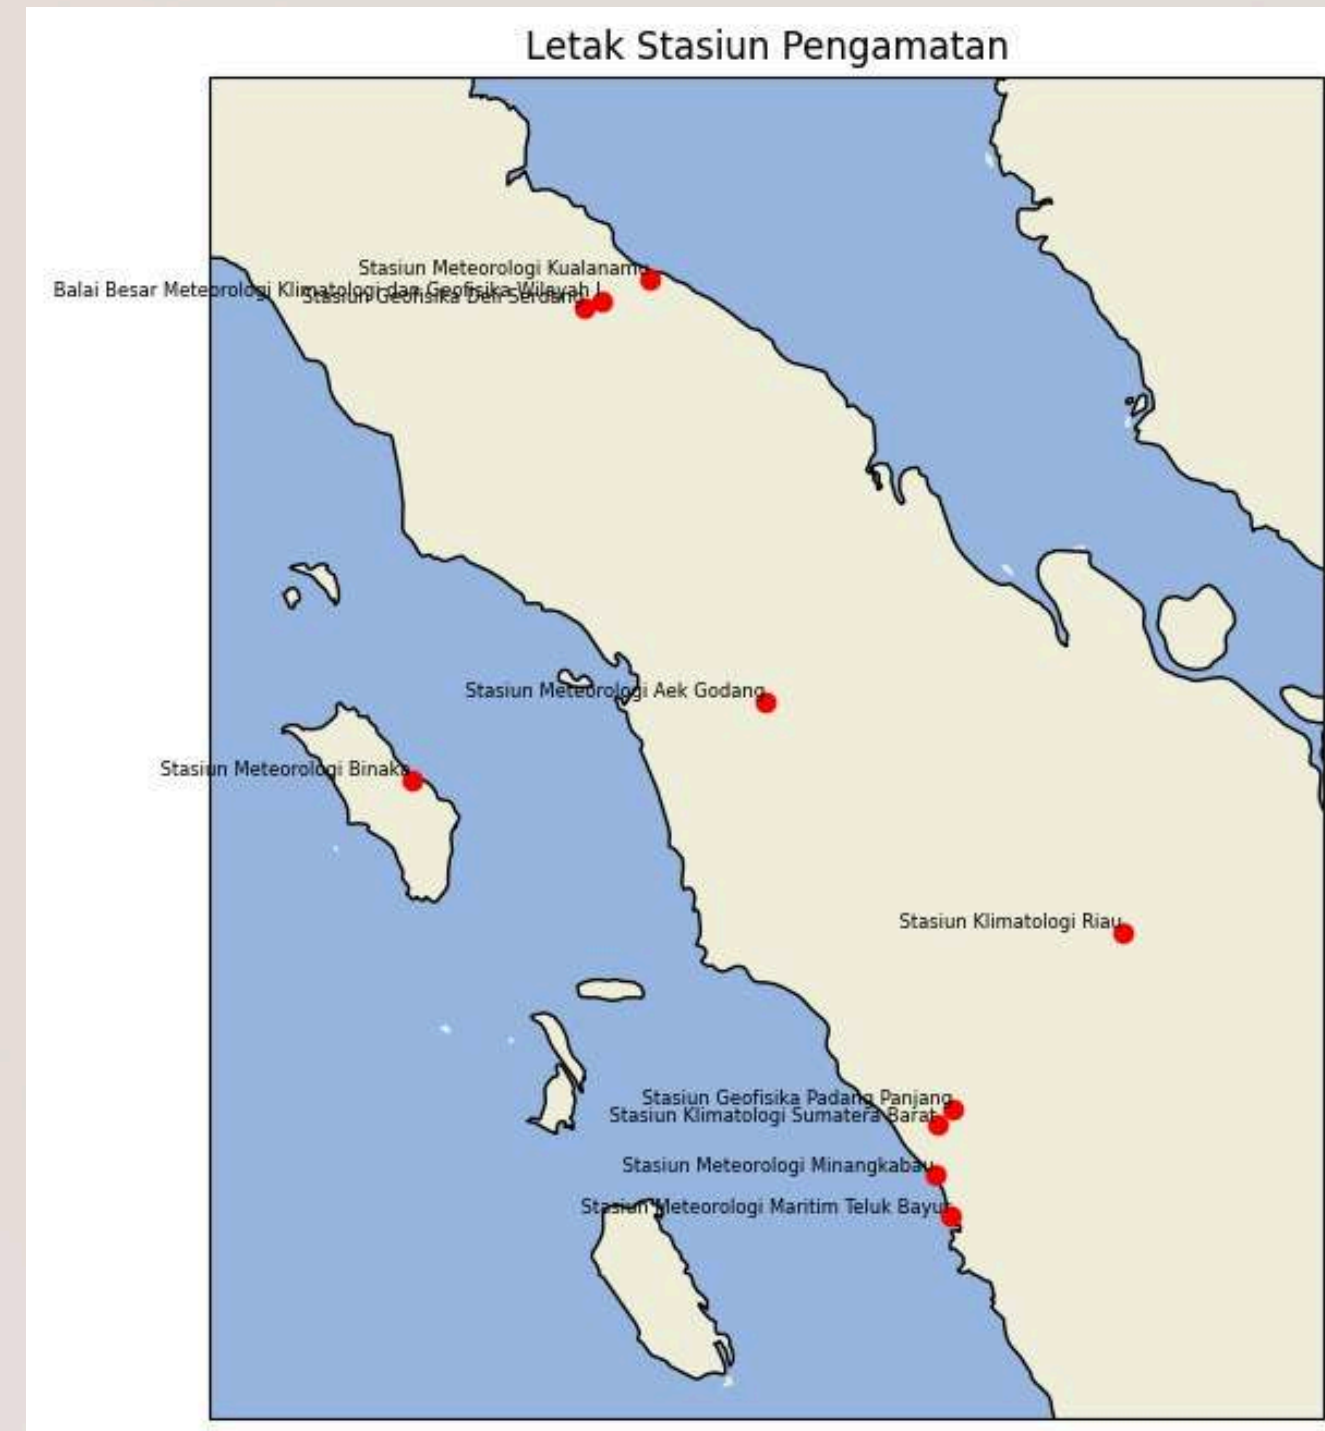 Letak Stasiun Pengamatan
Stasiun Meteorologi Kualanamu
Balai Besar Meteorologi Klimatologi dan Geofisika Wilayah I
Stasiun Geofisika Deli Serdang
Stasiun Meteorologi Aek Godang
Stasiun Meteorologi Binaka
Stasiun Klimatologi Riau
Stasiun Geofisika Padang Panjang
Stasiun Klimatologi Sumatera Barat
Stasiun Meteorologi Minangkabau
Stasiun Meteorologi Maritim Teluk Bayur